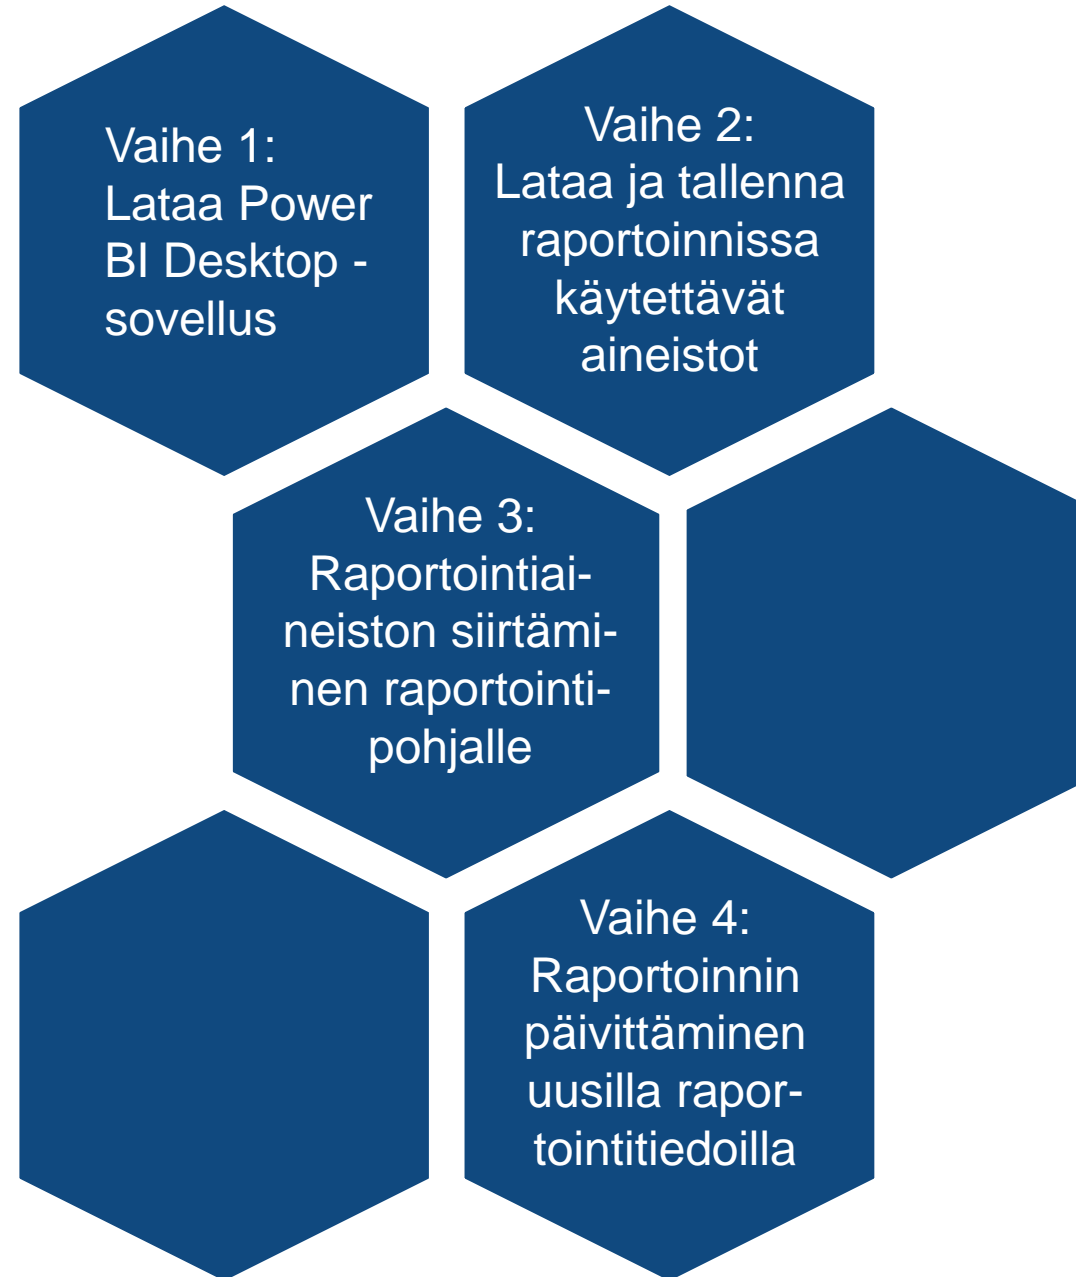 Vaihe 1:
Lataa Power
BI Desktop -
sovellus
Vaihe 2:
Lataa ja tallenna
raportoinnissa
käytettävät
aineistot
Vaihe 3:
Raportointiai-
neiston siirtämi-
nen raportointi-
pohjalle
Vaihe 4:
Raportoinnin
päivittäminen
uusilla rapor-
tointitiedoilla